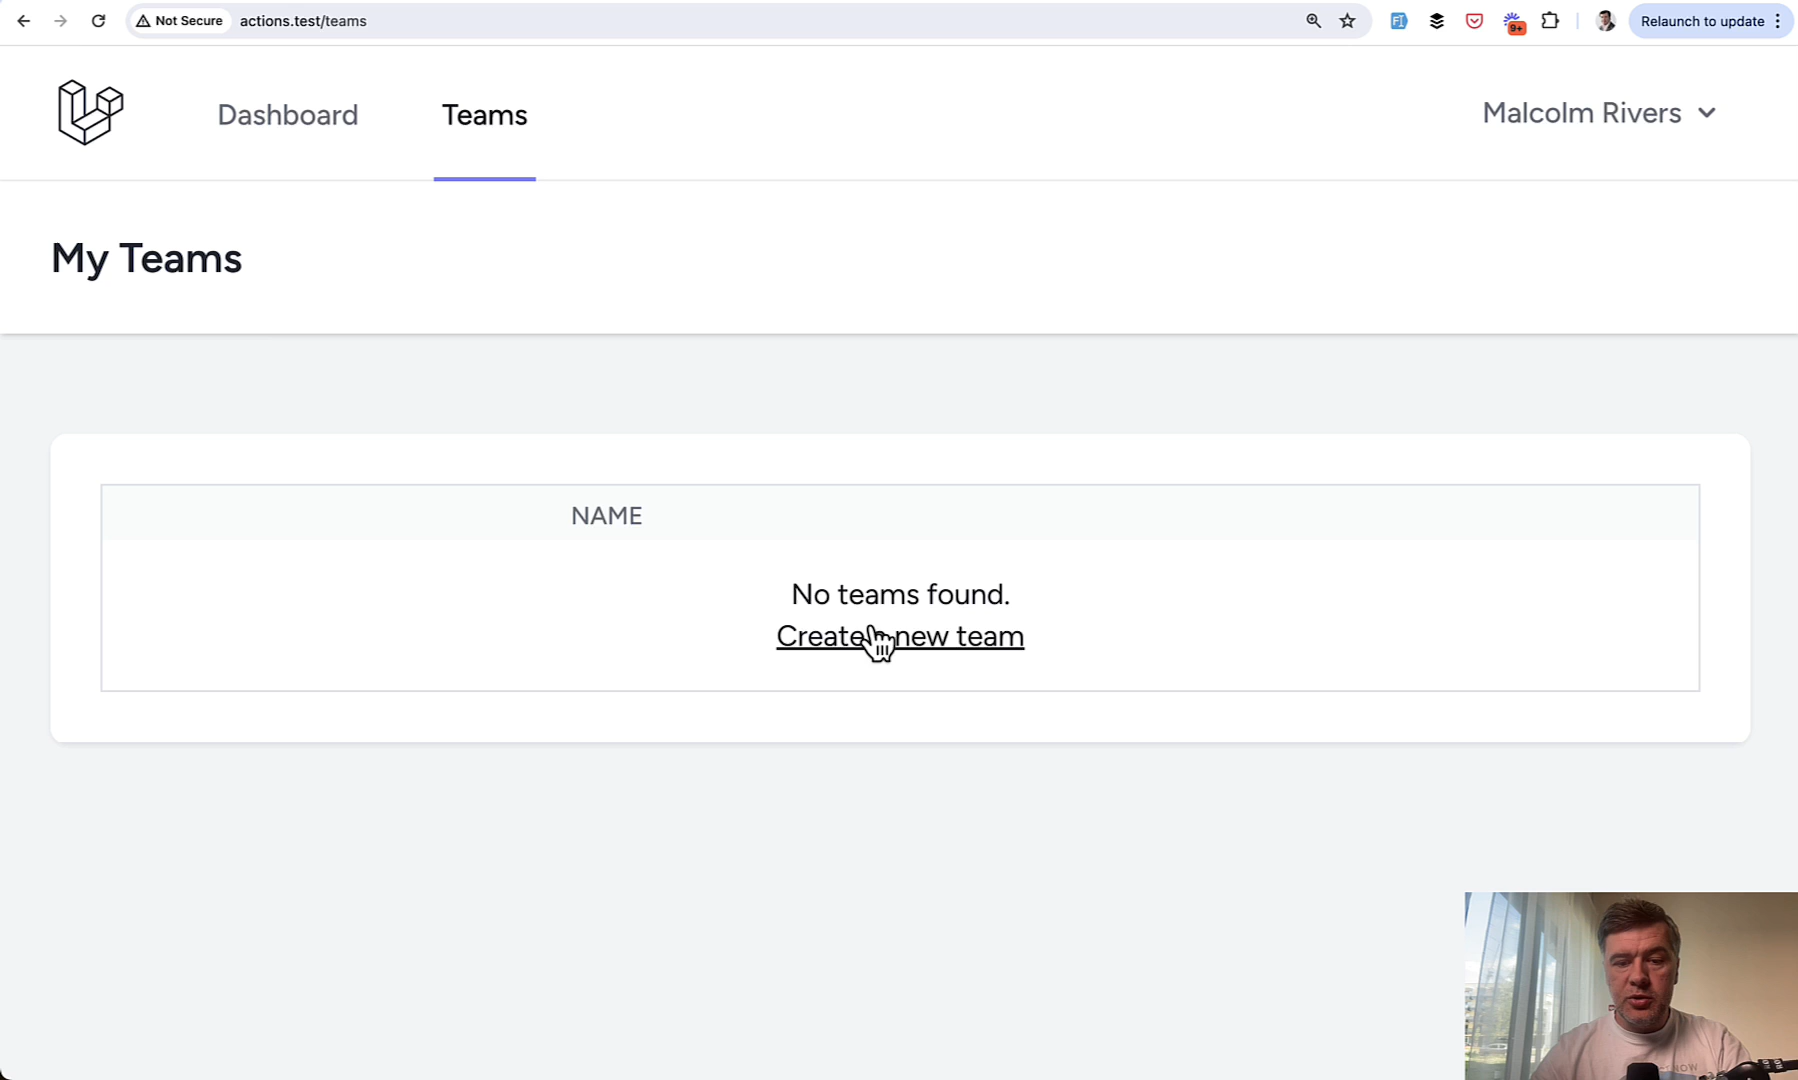 Not Secure actions.test/teams 9+ Relaunch to update
Dashboard Teams Malcolm Rivers
My Teams
NAME
No teams found.
Create new team